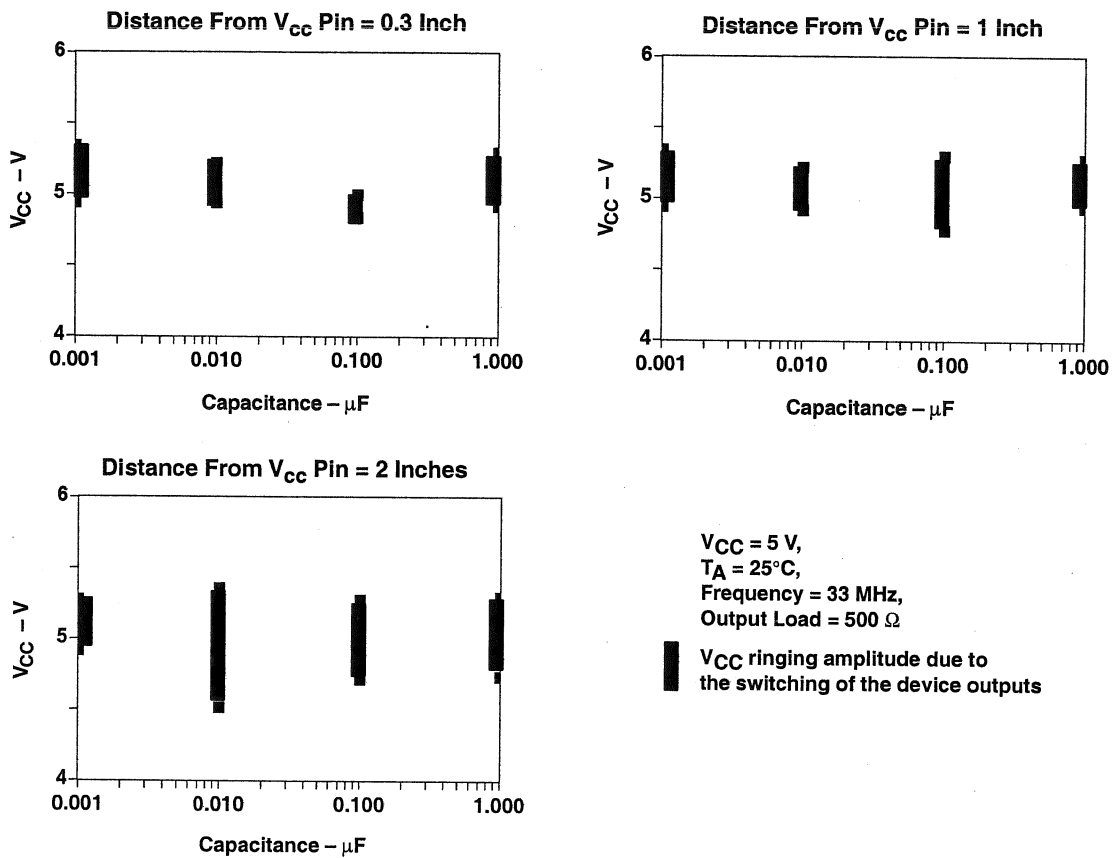 Distance From VCC Pin = 0.3 Inch
6
5
4
VCC – V
0.001 0.010 0.100 1.000
Capacitance – μF
Distance From VCC Pin = 1 Inch
6
5
4
VCC – V
0.001 0.010 0.100 1.000
Capacitance – μF
Distance From VCC Pin = 2 Inches
6
5
4
VCC – V
0.001 0.010 0.100 1.000
Capacitance – μF
VCC = 5 V,
TA = 25°C,
Frequency = 33 MHz,
Output Load = 500 Ω
VCC ringing amplitude due to
the switching of the device outputs